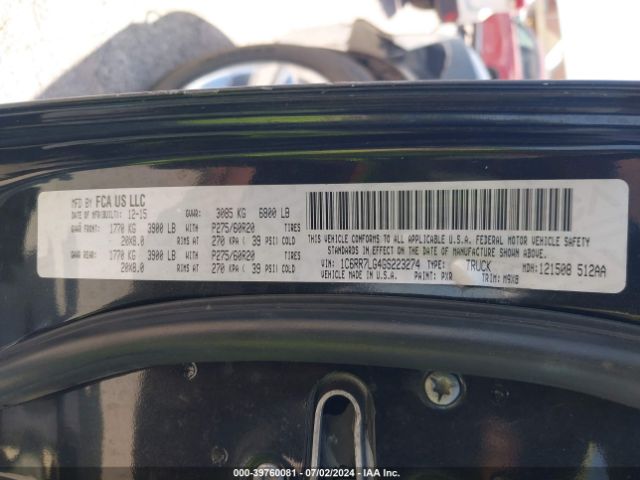 MFD BY FCA US LLC
DATE OF MFR/BUILT: 12-15 GVWR: 3085 KG 6800 LB
GAWR FRONT: 1770 KG 3900 LB WITH P275/60R20 TIRES
20X8.0 RIMS AT 270 KPA ( 39 PSI) COLD
GAWR REAR: 1770 KG 3900 LB WITH P275/60R20 TIRES
20X8.0 RIMS AT 270 KPA ( 39 PSI) COLD
THIS VEHICLE CONFORMS TO ALL APPLICABLE U.S.A. FEDERAL MOTOR VEHICLE SAFETY
STANDARDS IN EFFECT ON THE DATE OF MANUFACTURE SHOWN ABOVE.
VIN: 1C6RR7LG4GS223274 TYPE: TRUCK MDH: 121508 512AA
VEHICLE MADE IN U.S.A. PAINT: PXR TRIM: M9X8
000-39760081 - 07/02/2024 - IAA Inc.